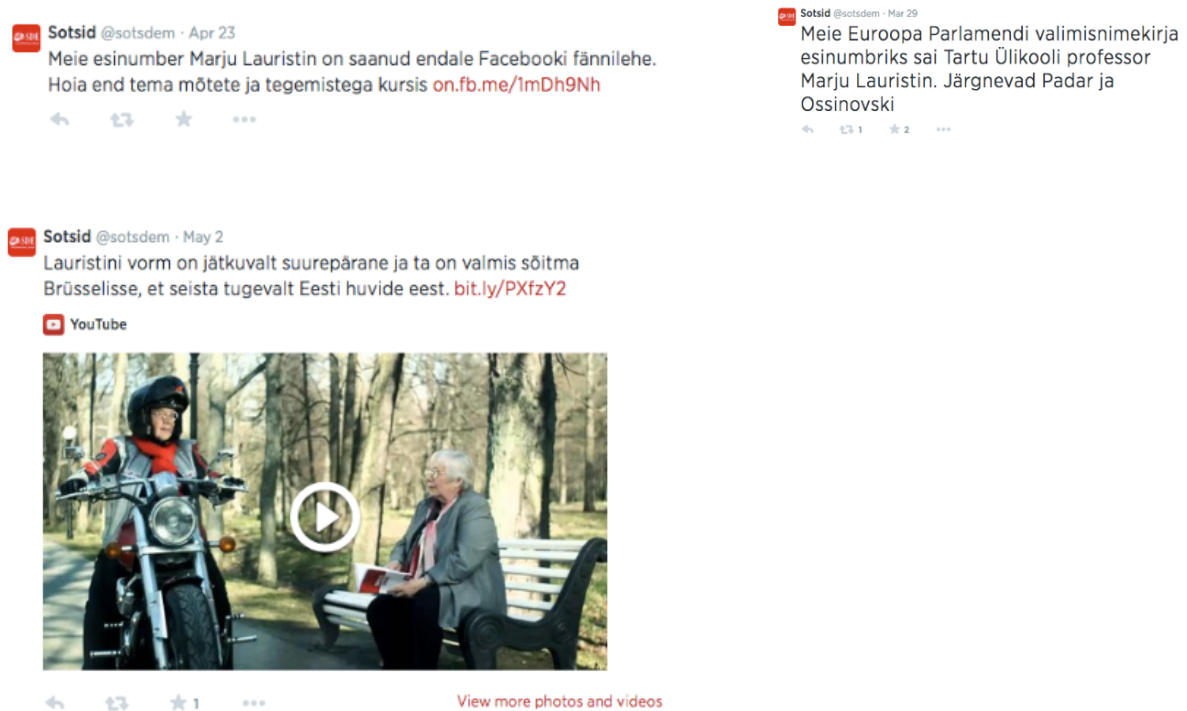 Sotsid @sotsdem · Apr 23
Meie esinumber Marju Lauristin on saanud endale Facebooki fännilehe.
Hoia end tema mõtete ja tegemistega kursis on.fb.me/1mDh9Nh
Sotsid @sotsdem · Mar 29
Meie Euroopa Parlamendi valimisnimekirja
esinumbriks sai Tartu Ülikooli professor
Marju Lauristin. Järgnevad Padar ja
Ossinovski
1 2
Sotsid @sotsdem · May 2
Lauristini vorm on jätkuvalt suurepärane ja ta on valmis sõitma
Brüsselisse, et seista tugevalt Eesti huvide eest. bit.ly/PXfzY2
YouTube
1 View more photos and videos